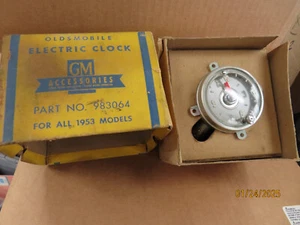 OLDSMOBILE
ELECTRIC CLOCK
GM
ACCESSORIES
PART NO. 983064
FOR ALL 1953 MODELS
01/24/2025